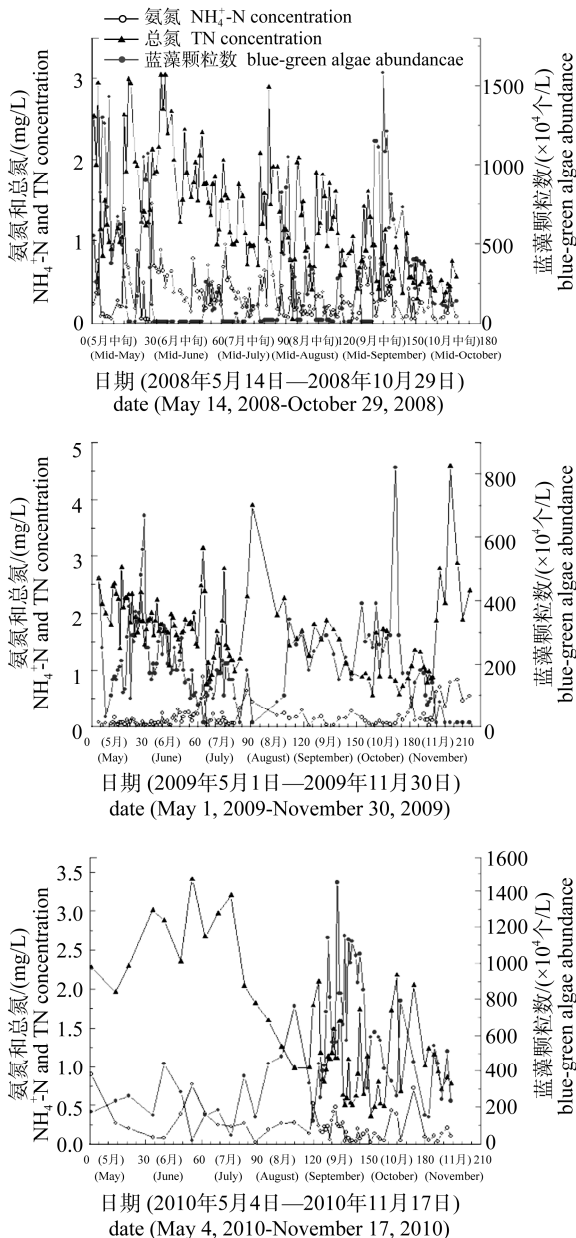 氨氮 NH₄⁺-N concentration
总氮 TN concentration
蓝藻颗粒数 blue-green algae abundancae
氨氮和总氮/(mg/L)
NH₄⁺-N and TN concentration
3
2
1
0
1500
1000
500
0
蓝藻颗粒数/(×10⁴个/L)
blue-green algae abundance
0(5月中旬) 30(6月中旬) 60(7月中旬) 90(8月中旬) 120(9月中旬) 150(10月中旬)180
(Mid-May) (Mid-June) (Mid-July) (Mid-August) (Mid-September) (Mid-October)
日期 (2008年5月14日—2008年10月29日)
date (May 14, 2008-October 29, 2008)
氨氮和总氮/(mg/L)
NH₄⁺-N and TN concentration
5
4
3
2
1
0
800
600
400
200
0
蓝藻颗粒数/(×10⁴个/L)
blue-green algae abundance
0 (5月) 30 (6月) 60 (7月) 90 (8月) 120 (9月) 150 (10月) 180 (11月) 210
(May) (June) (July) (August) (September) (October) (November)
日期 (2009年5月1日—2009年11月30日)
date (May 1, 2009-November 30, 2009)
氨氮和总氮/(mg/L)
NH₄⁺-N and TN concentration
3.5
3.0
2.5
2.0
1.5
1.0
0.5
0.0
1600
1400
1200
1000
800
600
400
200
0
蓝藻颗粒数/(×10⁴个/L)
blue-green algae abundance
0 (5月) 30 (6月) 60 (7月) 90 (8月) 120 (9月) 150 (10月) 180 (11月) 210
(May) (June) (July) (August) (September) (October) (November)
日期 (2010年5月4日—2010年11月17日)
date (May 4, 2010-November 17, 2010)